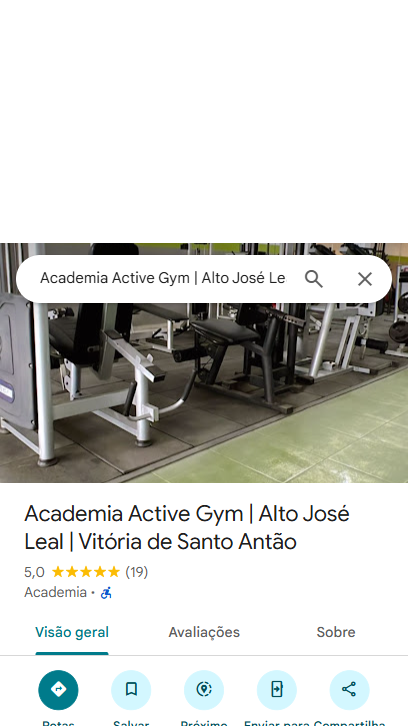 Academia Active Gym | Alto José Le
Academia Active Gym | Alto José
Leal | Vitória de Santo Antão
5,0 (19)
Academia ·
Visão geral Avaliações Sobre
Rotas Salvar Próximo Enviar para Compartilha